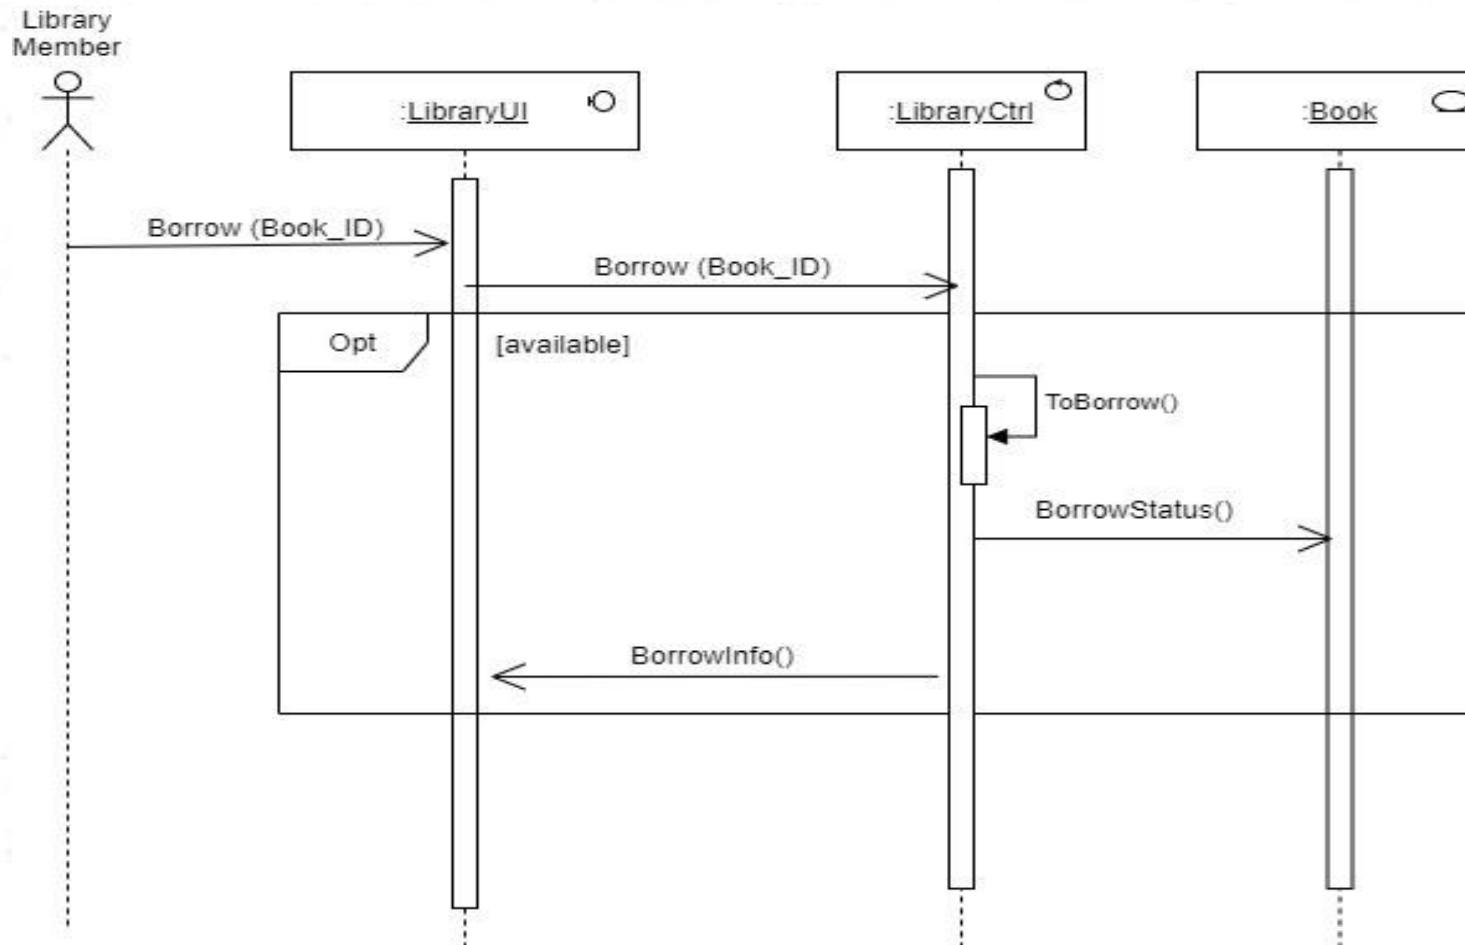 Library
Member
:LibraryUI
:LibraryCtrl
:Book
Borrow (Book_ID)
Borrow (Book_ID)
Opt
[available]
ToBorrow()
BorrowStatus()
BorrowInfo()